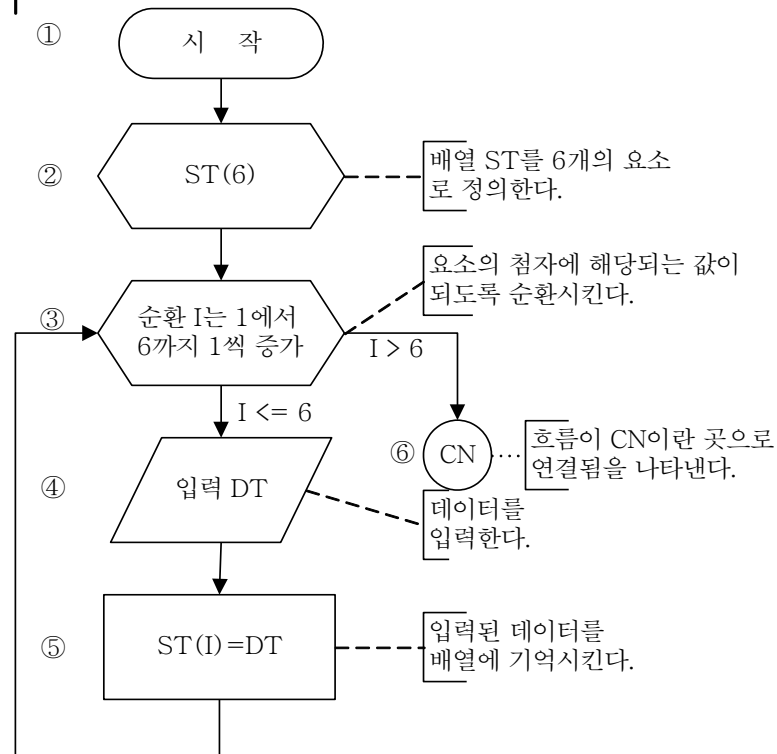 ①
시 작
②
ST(6)
배열 ST를 6개의 요소
로 정의한다.
요소의 첨자에 해당되는 값이
되도록 순환시킨다.
③
순환 I는 1에서
6까지 1씩 증가
I > 6
I <= 6
⑥
CN
흐름이 CN이란 곳으로
연결됨을 나타낸다.
④
입력 DT
데이터를
입력한다.
⑤
ST(I)=DT
입력된 데이터를
배열에 기억시킨다.